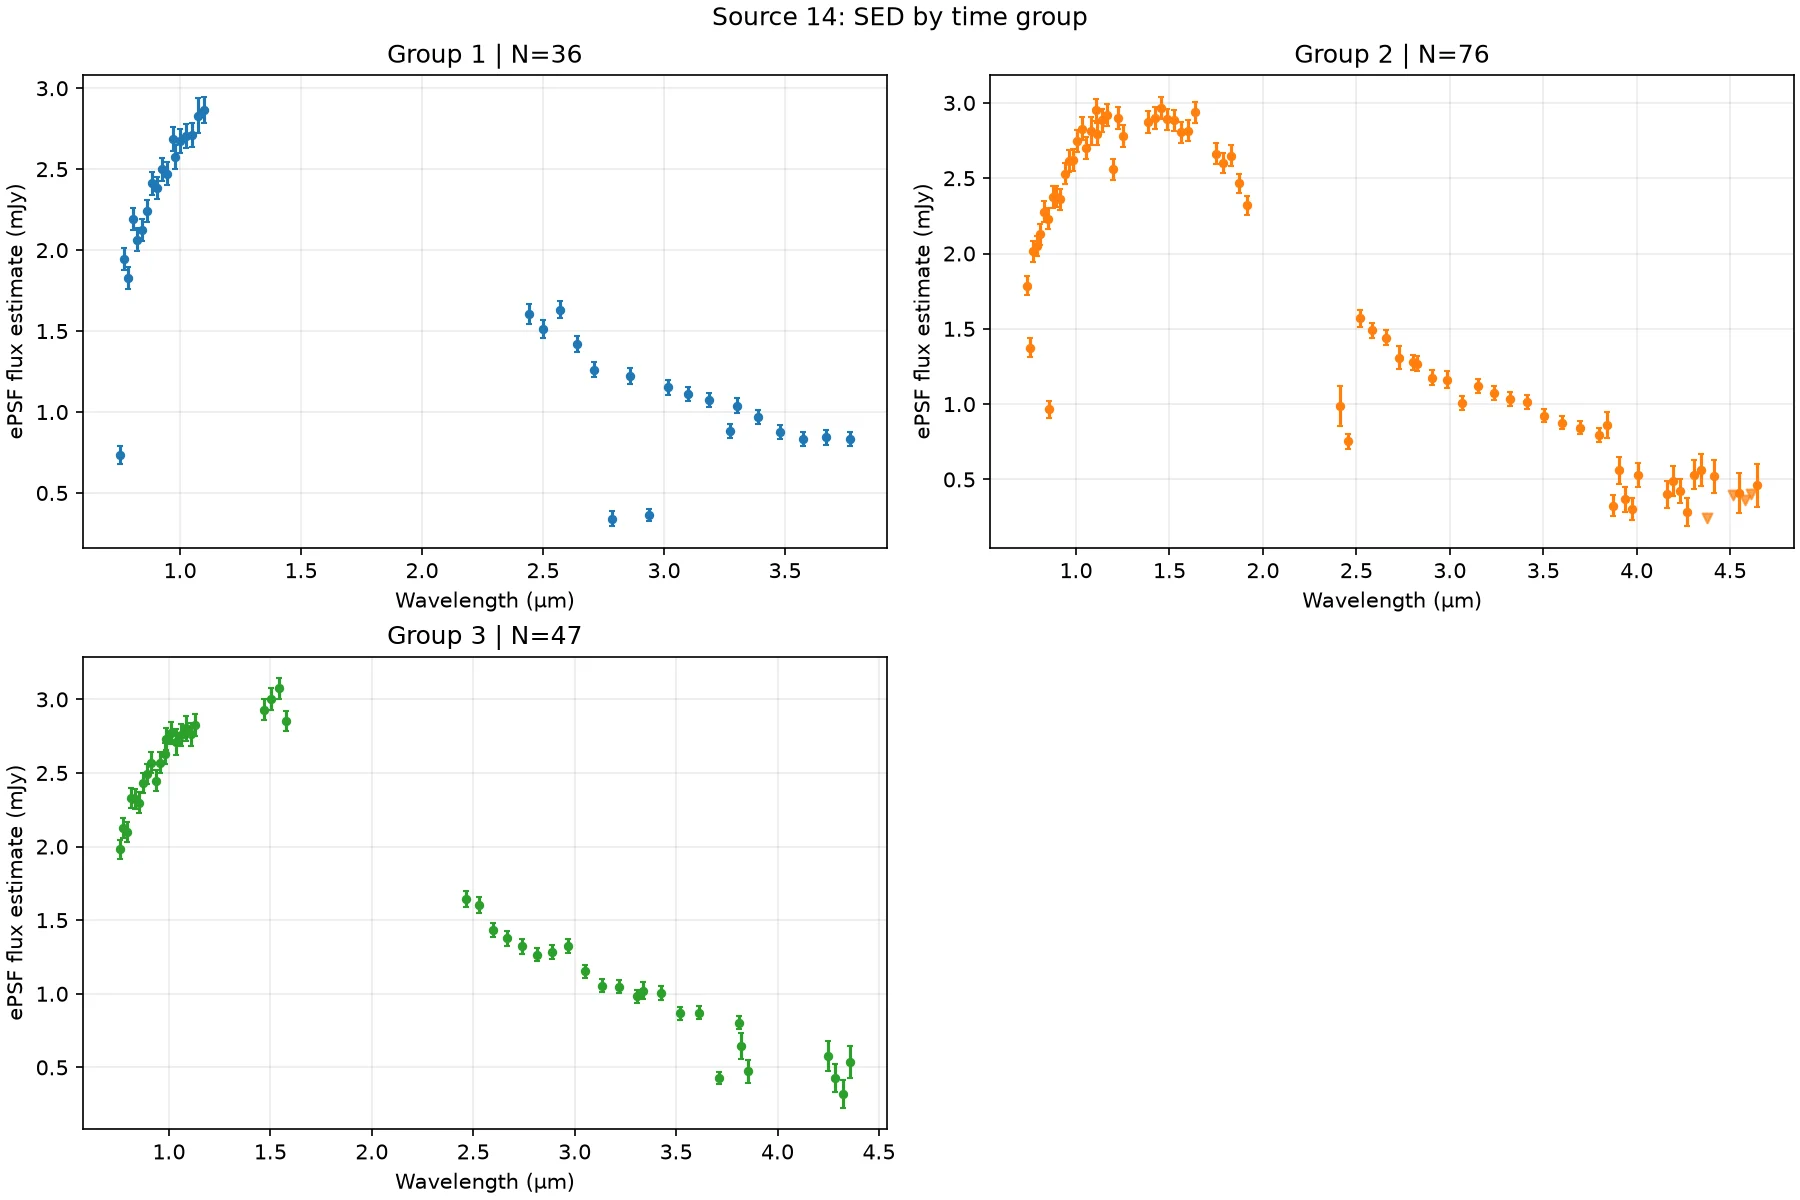 Source 14: SED by time group
Group 1 | N=36
3.0
2.5
2.0
1.5
1.0
0.5
ePSF flux estimate (mJy)
1.0 1.5 2.0 2.5 3.0 3.5
Wavelength (μm)
Group 2 | N=76
3.0
2.5
2.0
1.5
1.0
0.5
ePSF flux estimate (mJy)
1.0 1.5 2.0 2.5 3.0 3.5 4.0 4.5
Wavelength (μm)
Group 3 | N=47
3.0
2.5
2.0
1.5
1.0
0.5
ePSF flux estimate (mJy)
1.0 1.5 2.0 2.5 3.0 3.5 4.0 4.5
Wavelength (μm)